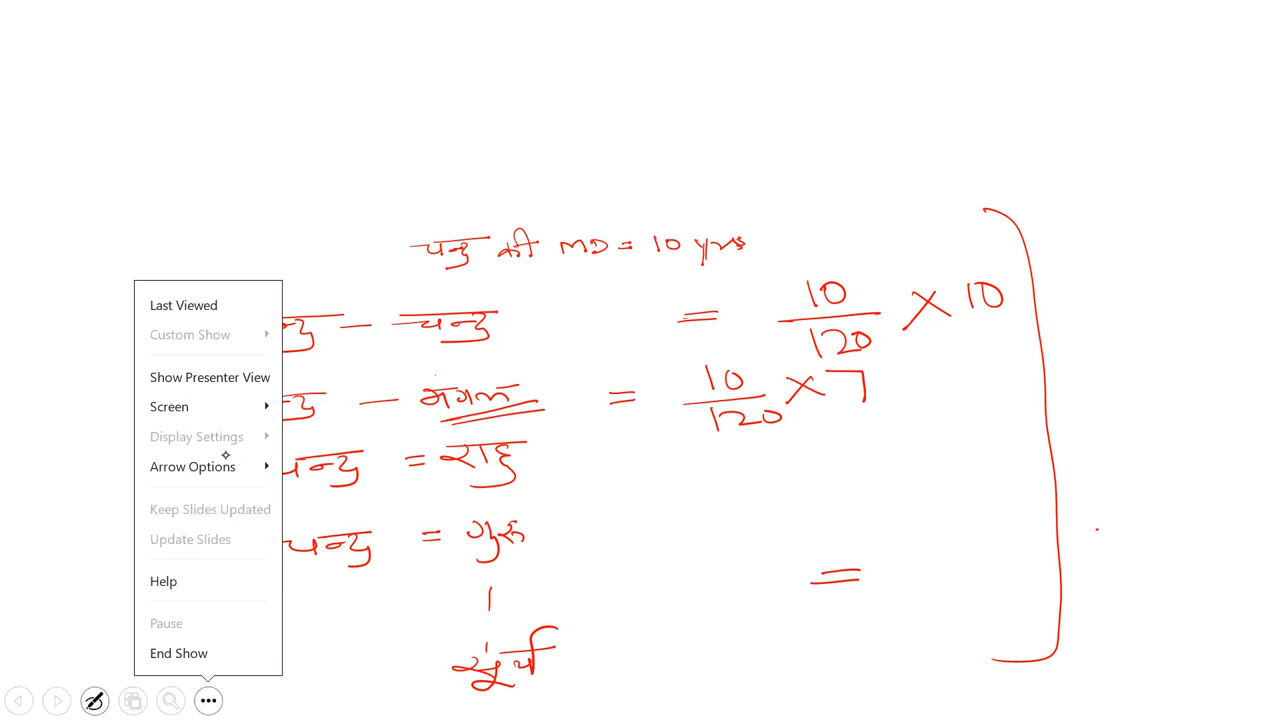 चन्द्र की MD = 10 yrs
न्द्र – चन्द्र = 10/120 × 10
द्र – मंगल = 10/120 × 7
चन्द्र = राहु
चन्द्र = गुरु
=
सूर्य
Last Viewed
Custom Show
Show Presenter View
Screen
Display Settings
Arrow Options
Keep Slides Updated
Update Slides
Help
Pause
End Show